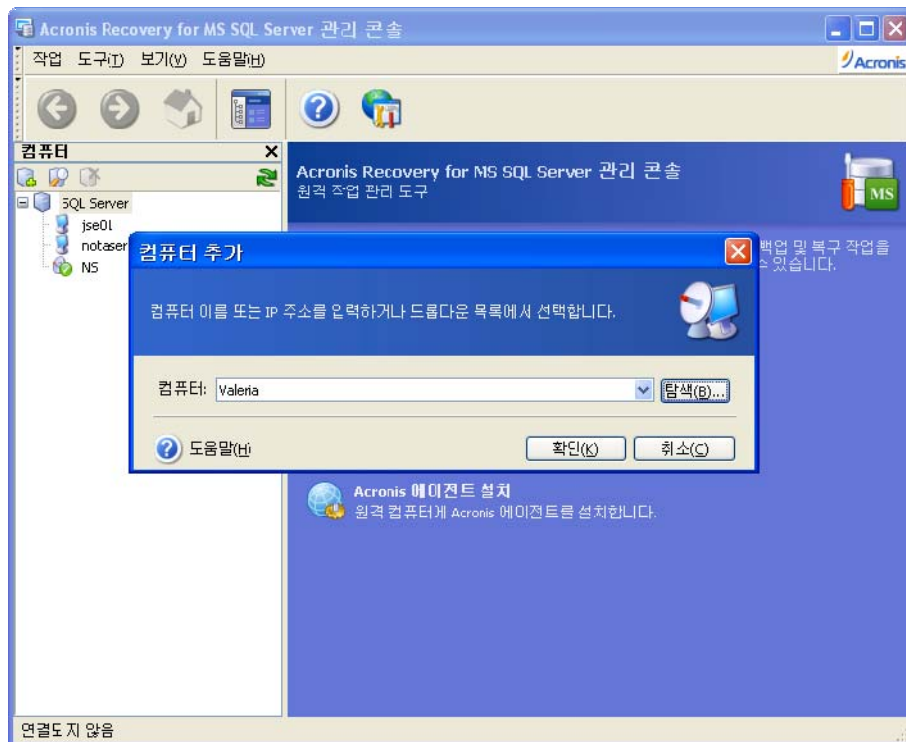 Acronis Recovery for MS SQL Server 관리 콘솔
작업 도구(T) 보기(V) 도움말(H)
Acronis
컴퓨터
SQL Server
jse01
notaser
NS
Acronis Recovery for MS SQL Server 관리 콘솔
원격 작업 관리 도구
MS
백업 및 복구 작업을
수 있습니다.
컴퓨터 추가
컴퓨터 이름 또는 IP 주소를 입력하거나 드롭다운 목록에서 선택합니다.
컴퓨터: Valeria
탐색(B)...
도움말(H)
확인(K)
취소(C)
Acronis 에이전트 설치
원격 컴퓨터에 Acronis 에이전트를 설치합니다.
연결되지 않음